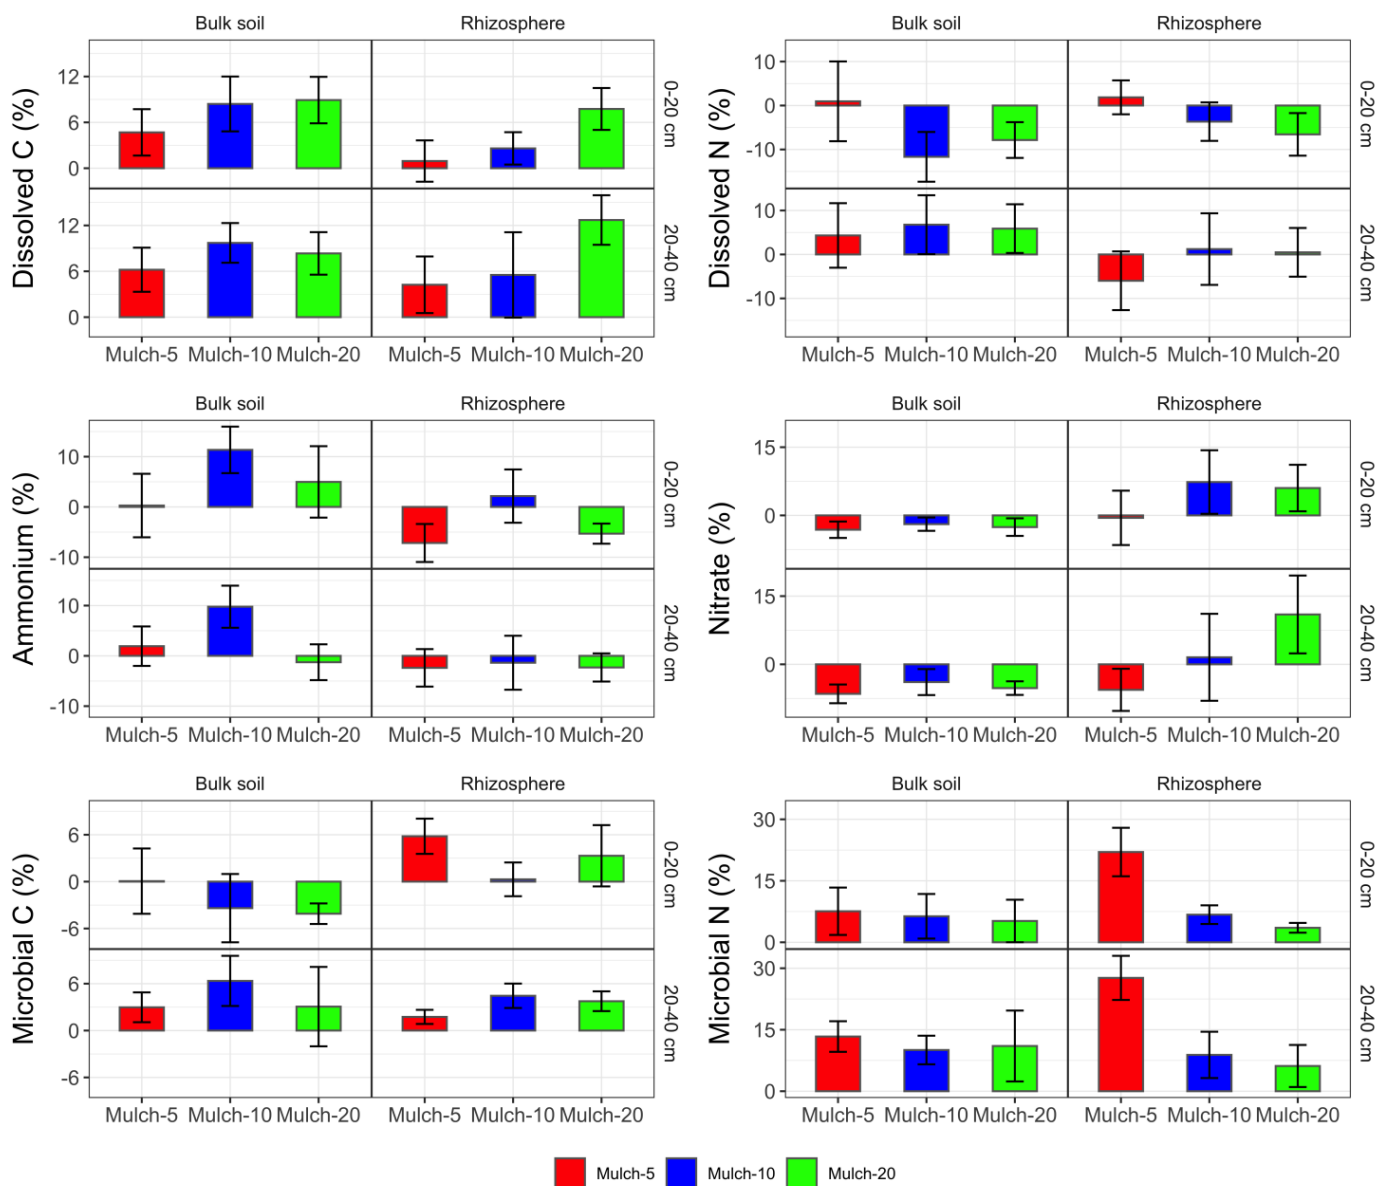 Bulk soil Rhizosphere
Dissolved C (%)
12
6
0
0-20 cm
12
6
0
20-40 cm
Mulch-5 Mulch-10 Mulch-20 Mulch-5 Mulch-10 Mulch-20
Bulk soil Rhizosphere
Dissolved N (%)
10
0
-10
0-20 cm
10
0
-10
20-40 cm
Mulch-5 Mulch-10 Mulch-20 Mulch-5 Mulch-10 Mulch-20
Bulk soil Rhizosphere
Ammonium (%)
10
0
-10
0-20 cm
10
0
-10
20-40 cm
Mulch-5 Mulch-10 Mulch-20 Mulch-5 Mulch-10 Mulch-20
Bulk soil Rhizosphere
Nitrate (%)
15
0
0-20 cm
15
0
20-40 cm
Mulch-5 Mulch-10 Mulch-20 Mulch-5 Mulch-10 Mulch-20
Bulk soil Rhizosphere
Microbial C (%)
6
0
-6
0-20 cm
6
0
-6
20-40 cm
Mulch-5 Mulch-10 Mulch-20 Mulch-5 Mulch-10 Mulch-20
Bulk soil Rhizosphere
Microbial N (%)
30
15
0
0-20 cm
30
15
0
20-40 cm
Mulch-5 Mulch-10 Mulch-20 Mulch-5 Mulch-10 Mulch-20
Mulch-5 Mulch-10 Mulch-20